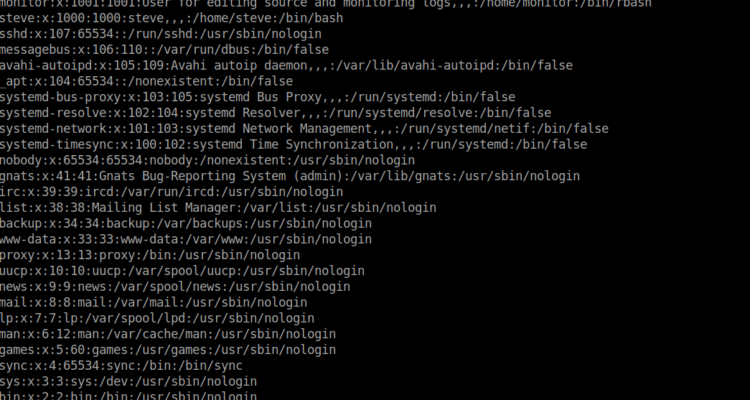 monitor:x:1001:1001:User for editing source and monitoring logs,,,:/home/monitor:/bin/rbash
steve:x:1000:1000:steve,,,:/home/steve:/bin/bash
sshd:x:107:65534::/run/sshd:/usr/sbin/nologin
messagebus:x:106:110::/var/run/dbus:/bin/false
avahi-autoipd:x:105:109:Avahi autoip daemon,,,:/var/lib/avahi-autoipd:/bin/false
_apt:x:104:65534::/nonexistent:/bin/false
systemd-bus-proxy:x:103:105:systemd Bus Proxy,,,:/run/systemd:/bin/false
systemd-resolve:x:102:104:systemd Resolver,,,:/run/systemd/resolve:/bin/false
systemd-network:x:101:103:systemd Network Management,,,:/run/systemd/netif:/bin/false
systemd-timesync:x:100:102:systemd Time Synchronization,,,:/run/systemd:/bin/false
nobody:x:65534:65534:nobody:/nonexistent:/usr/sbin/nologin
gnats:x:41:41:Gnats Bug-Reporting System (admin):/var/lib/gnats:/usr/sbin/nologin
irc:x:39:39:ircd:/var/run/ircd:/usr/sbin/nologin
list:x:38:38:Mailing List Manager:/var/list:/usr/sbin/nologin
backup:x:34:34:backup:/var/backups:/usr/sbin/nologin
www-data:x:33:33:www-data:/var/www:/usr/sbin/nologin
proxy:x:13:13:proxy:/bin:/usr/sbin/nologin
uucp:x:10:10:uucp:/var/spool/uucp:/usr/sbin/nologin
news:x:9:9:news:/var/spool/news:/usr/sbin/nologin
mail:x:8:8:mail:/var/mail:/usr/sbin/nologin
lp:x:7:7:lp:/var/spool/lpd:/usr/sbin/nologin
man:x:6:12:man:/var/cache/man:/usr/sbin/nologin
games:x:5:60:games:/usr/games:/usr/sbin/nologin
sync:x:4:65534:sync:/bin:/bin/sync
sys:x:3:3:sys:/dev:/usr/sbin/nologin
bin:x:2:2:bin:/bin:/usr/sbin/nologin